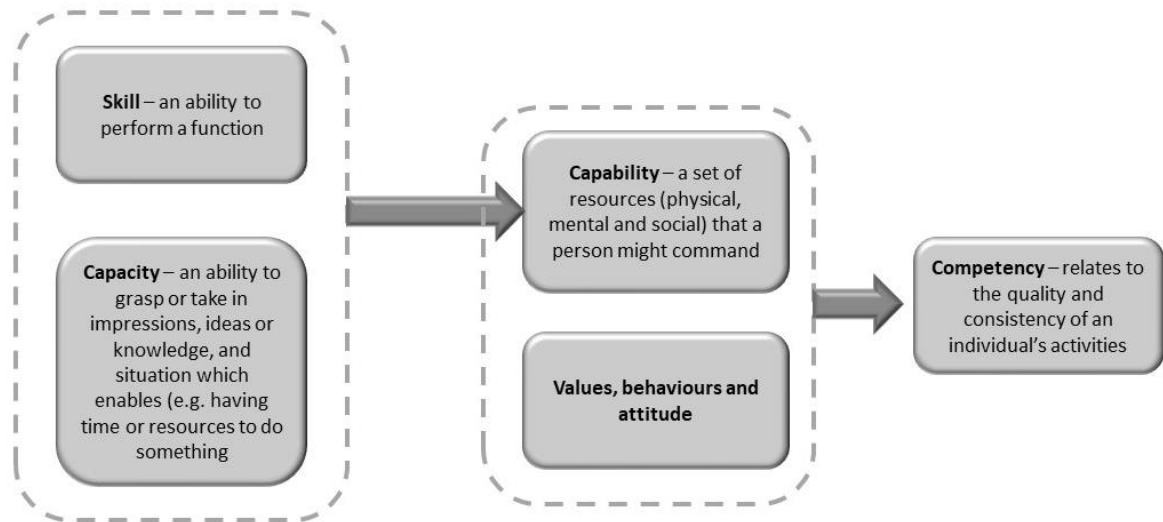 Skill – an ability to
perform a function
Capacity – an ability to
grasp or take in
impressions, ideas or
knowledge, and
situation which
enables (e.g. having
time or resources to do
something
Capability – a set of
resources (physical,
mental and social) that a
person might command
Values, behaviours and
attitude
Competency – relates to
the quality and
consistency of an
individual's activities